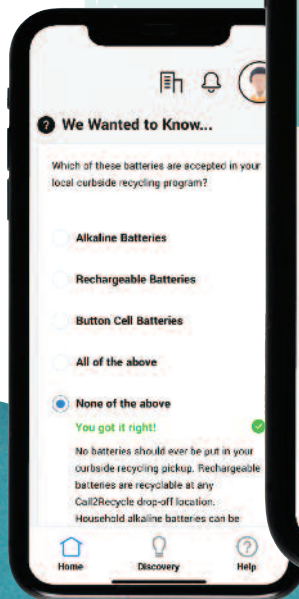 ? We Wanted to Know...
Which of these batteries are accepted in your
local curbside recycling program?
Alkaline Batteries
Rechargeable Batteries
Button Cell Batteries
All of the above
None of the above
You got it right!
No batteries should ever be put in your
curbside recycling pickup. Rechargeable
batteries are recyclable at any
Call2Recycle drop-off location.
Household alkaline batteries can be
Home Discovery Help